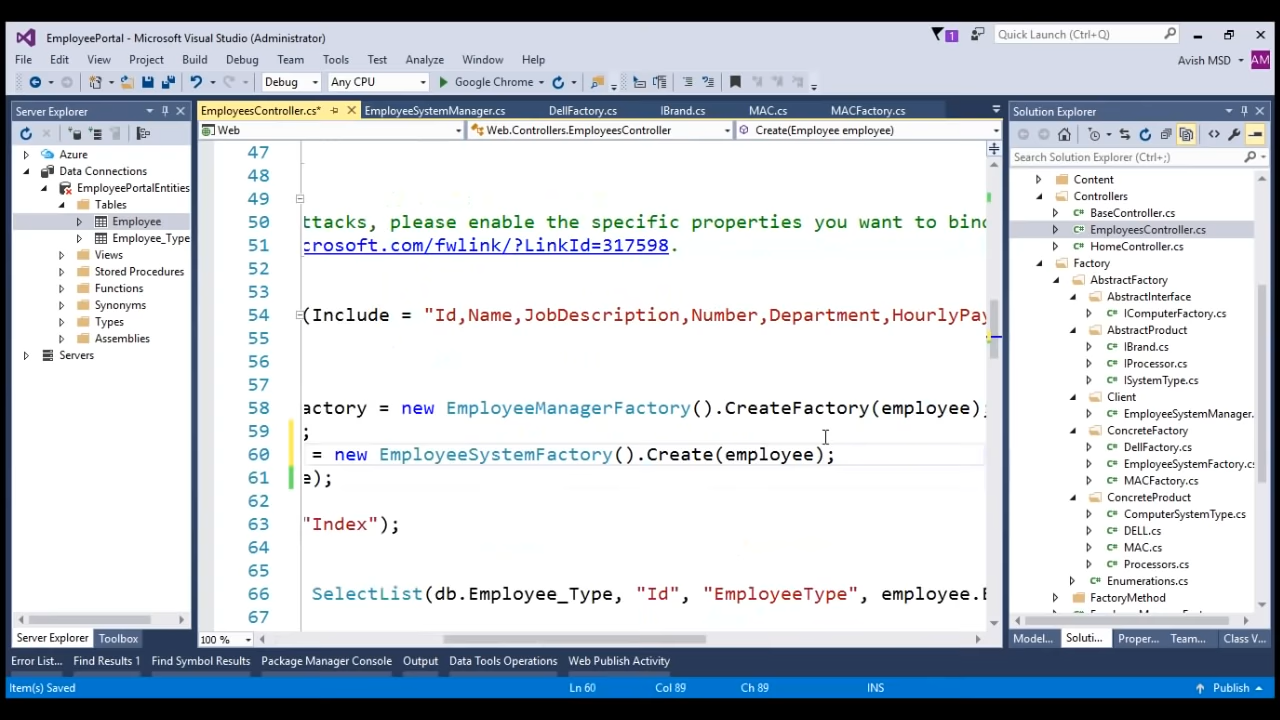 EmployeePortal - Microsoft Visual Studio (Administrator)
1
Quick Launch (Ctrl+Q)
File Edit View Project Build Debug Team Tools Test Analyze Window Help
Avish MSD AM
Debug Any CPU Google Chrome
Server Explorer
EmployeesController.cs* EmployeeSystemManager.cs DellFactory.cs IBrand.cs MAC.cs MACFactory.cs
Solution Explorer
Web Web.Controllers.EmployeesController Create(Employee employee)
Search Solution Explorer (Ctrl+;)
Azure
Data Connections
EmployeePortalEntities
Tables
Employee
Employee_Type
Views
Stored Procedures
Functions
Synonyms
Types
Assemblies
Servers
47
48
49
50 ttacks, please enable the specific properties you want to bind
51 crosoft.com/fwlink/?LinkId=317598.
52
53
54 (Include = "Id,Name,JobDescription,Number,Department,HourlyPay
55
56
57
58 actory = new EmployeeManagerFactory().CreateFactory(employee);
59 ;
60 = new EmployeeSystemFactory().Create(employee);
61 e);
62
63 "Index");
64
65
66 SelectList(db.Employee_Type, "Id", "EmployeeType", employee.E
67
Content
Controllers
BaseController.cs
EmployeesController.cs
HomeController.cs
Factory
AbstractFactory
AbstractInterface
IComputerFactory.cs
AbstractProduct
IBrand.cs
IProcessor.cs
ISystemType.cs
Client
EmployeeSystemManager.
ConcreteFactory
DellFactory.cs
EmployeeSystemFactory.c
MACFactory.cs
ConcreteProduct
ComputerSystemType.cs
DELL.cs
MAC.cs
Processors.cs
Enumerations.cs
FactoryMethod
100 %
Server Explorer Toolbox
Model... Soluti... Proper... Team... Class V...
Error List... Find Results 1 Find Symbol Results Package Manager Console Output Data Tools Operations Web Publish Activity
Item(s) Saved Ln 60 Col 89 Ch 89 INS Publish